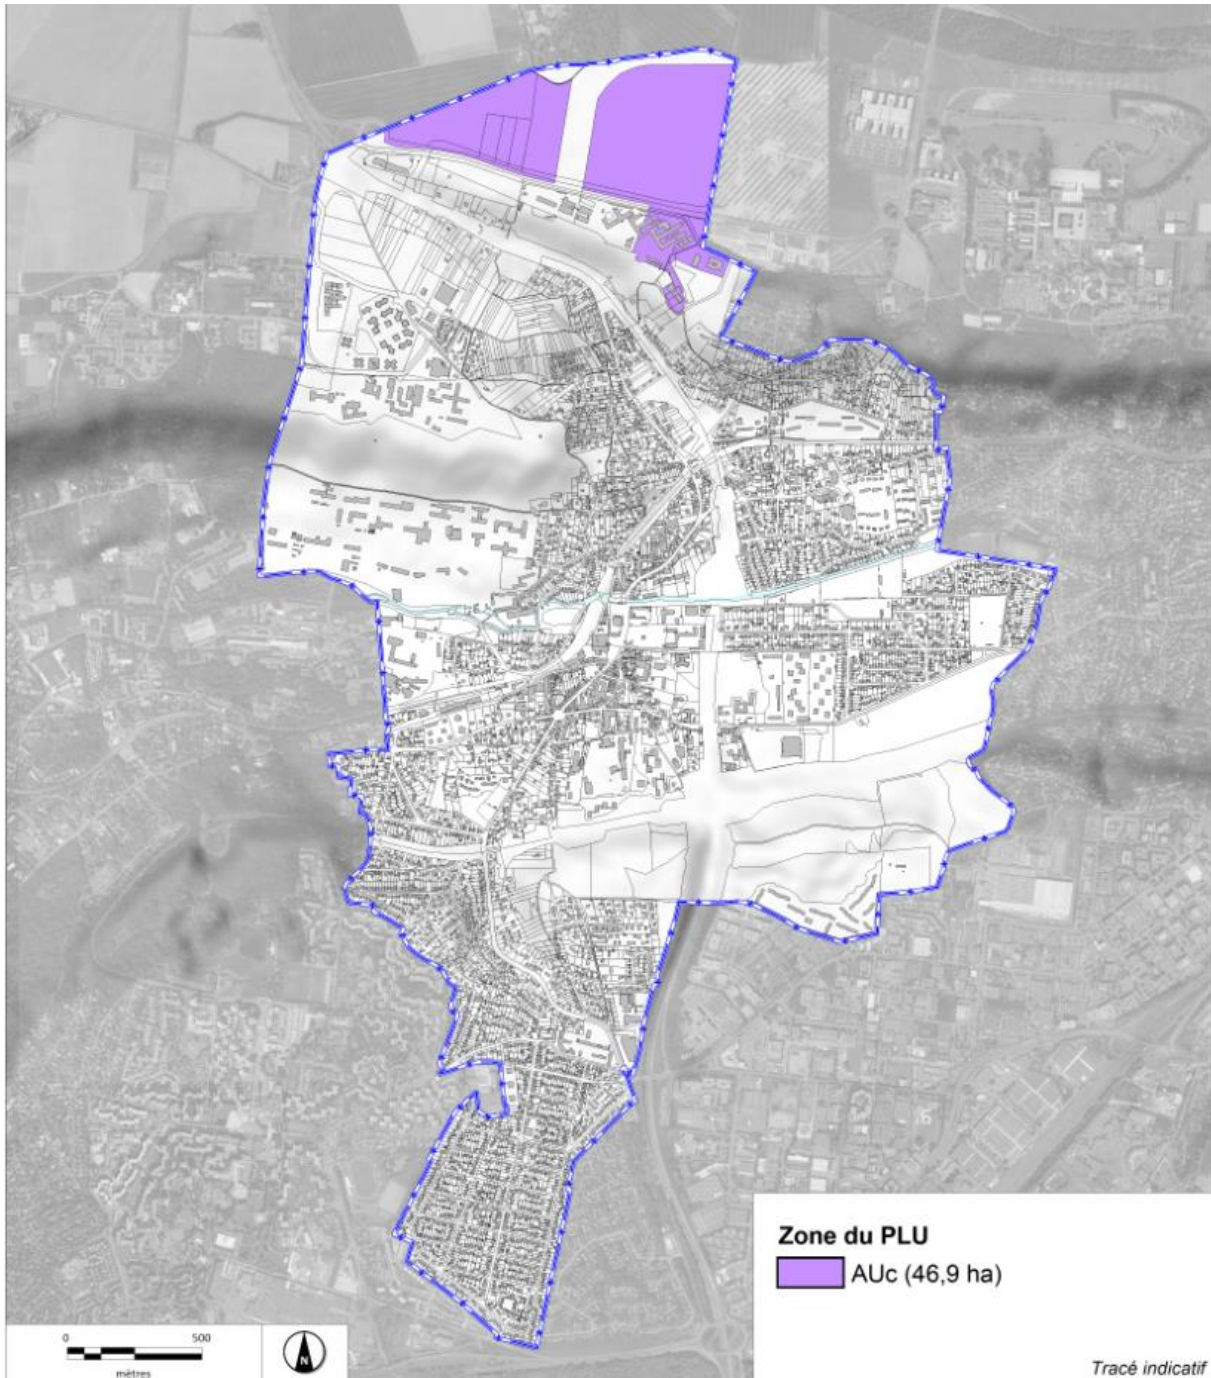 Zone du PLU
AUc (46,9 ha)
0 500
mètres
N
Tracé indicatif